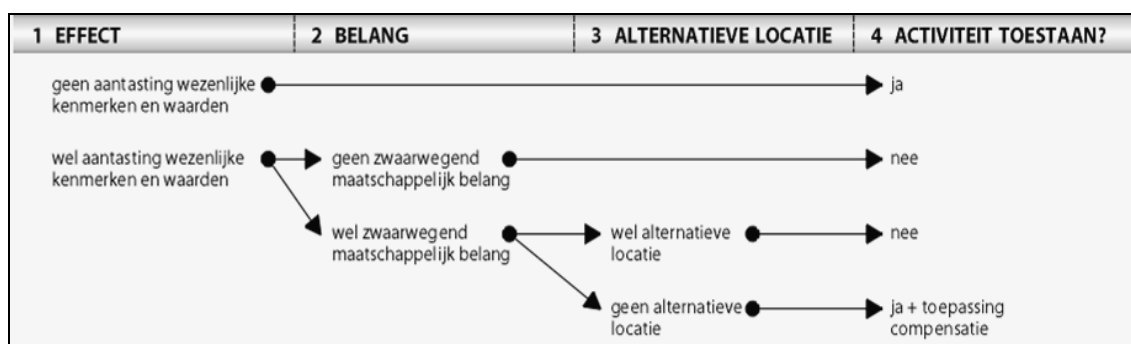 1 EFFECT
2 BELANG
3 ALTERNATIEVE LOCATIE
4 ACTIVITEIT TOESTAAN?
geen aantasting wezenlijke
kenmerken en waarden
ja
wel aantasting wezenlijke
kenmerken en waarden
geen zwaarwegend
maatschappelijk belang
nee
wel zwaarwegend
maatschappelijk belang
wel alternatieve
locatie
nee
geen alternatieve
locatie
ja + toepassing
compensatie